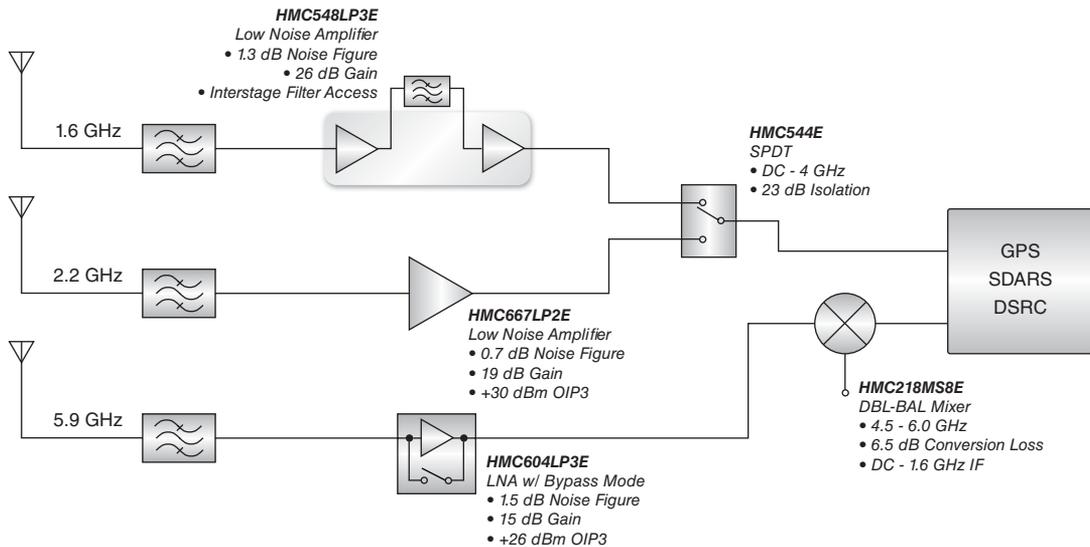 HMC548LP3E
Low Noise Amplifier
• 1.3 dB Noise Figure
• 26 dB Gain
• Interstage Filter Access
1.6 GHz
HMC544E
SPDT
• DC - 4 GHz
• 23 dB Isolation
2.2 GHz
HMC667LP2E
Low Noise Amplifier
• 0.7 dB Noise Figure
• 19 dB Gain
• +30 dBm OIP3
GPS
SDARS
DSRC
5.9 GHz
HMC604LP3E
LNA w/ Bypass Mode
• 1.5 dB Noise Figure
• 15 dB Gain
• +26 dBm OIP3
HMC218MS8E
DBL-BAL Mixer
• 4.5 - 6.0 GHz
• 6.5 dB Conversion Loss
• DC - 1.6 GHz IF